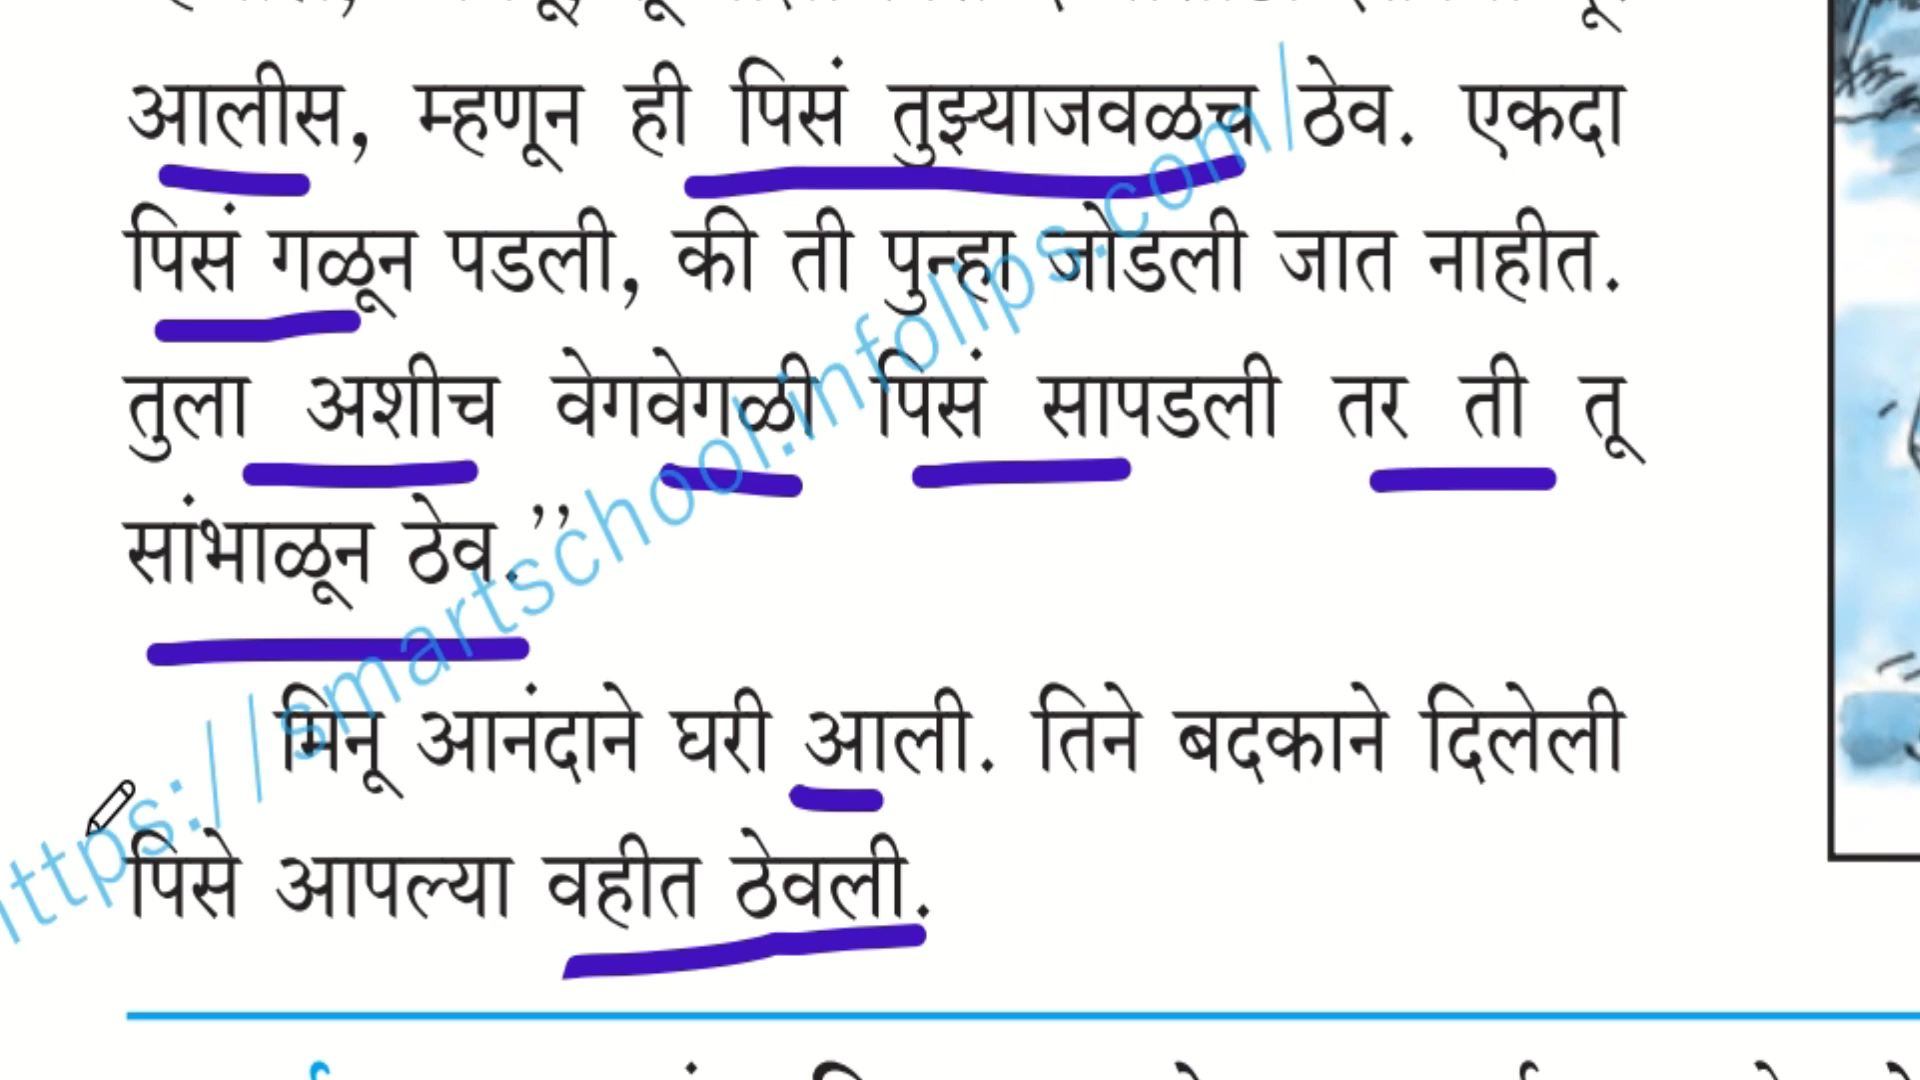 आलीस, म्हणून ही पिसं तुझ्याजवळच ठेव. एकदा
पिसं गळून पडली, की ती पुन्हा जोडली जात नाहीत.
तुला अशीच वेगवेगळी पिसं सापडली तर ती तू
सांभाळून ठेव.’’
मिनू आनंदाने घरी आली. तिने बदकाने दिलेली
पिसे आपल्या वहीत ठेवली.
https://smartschool.infolips.com/